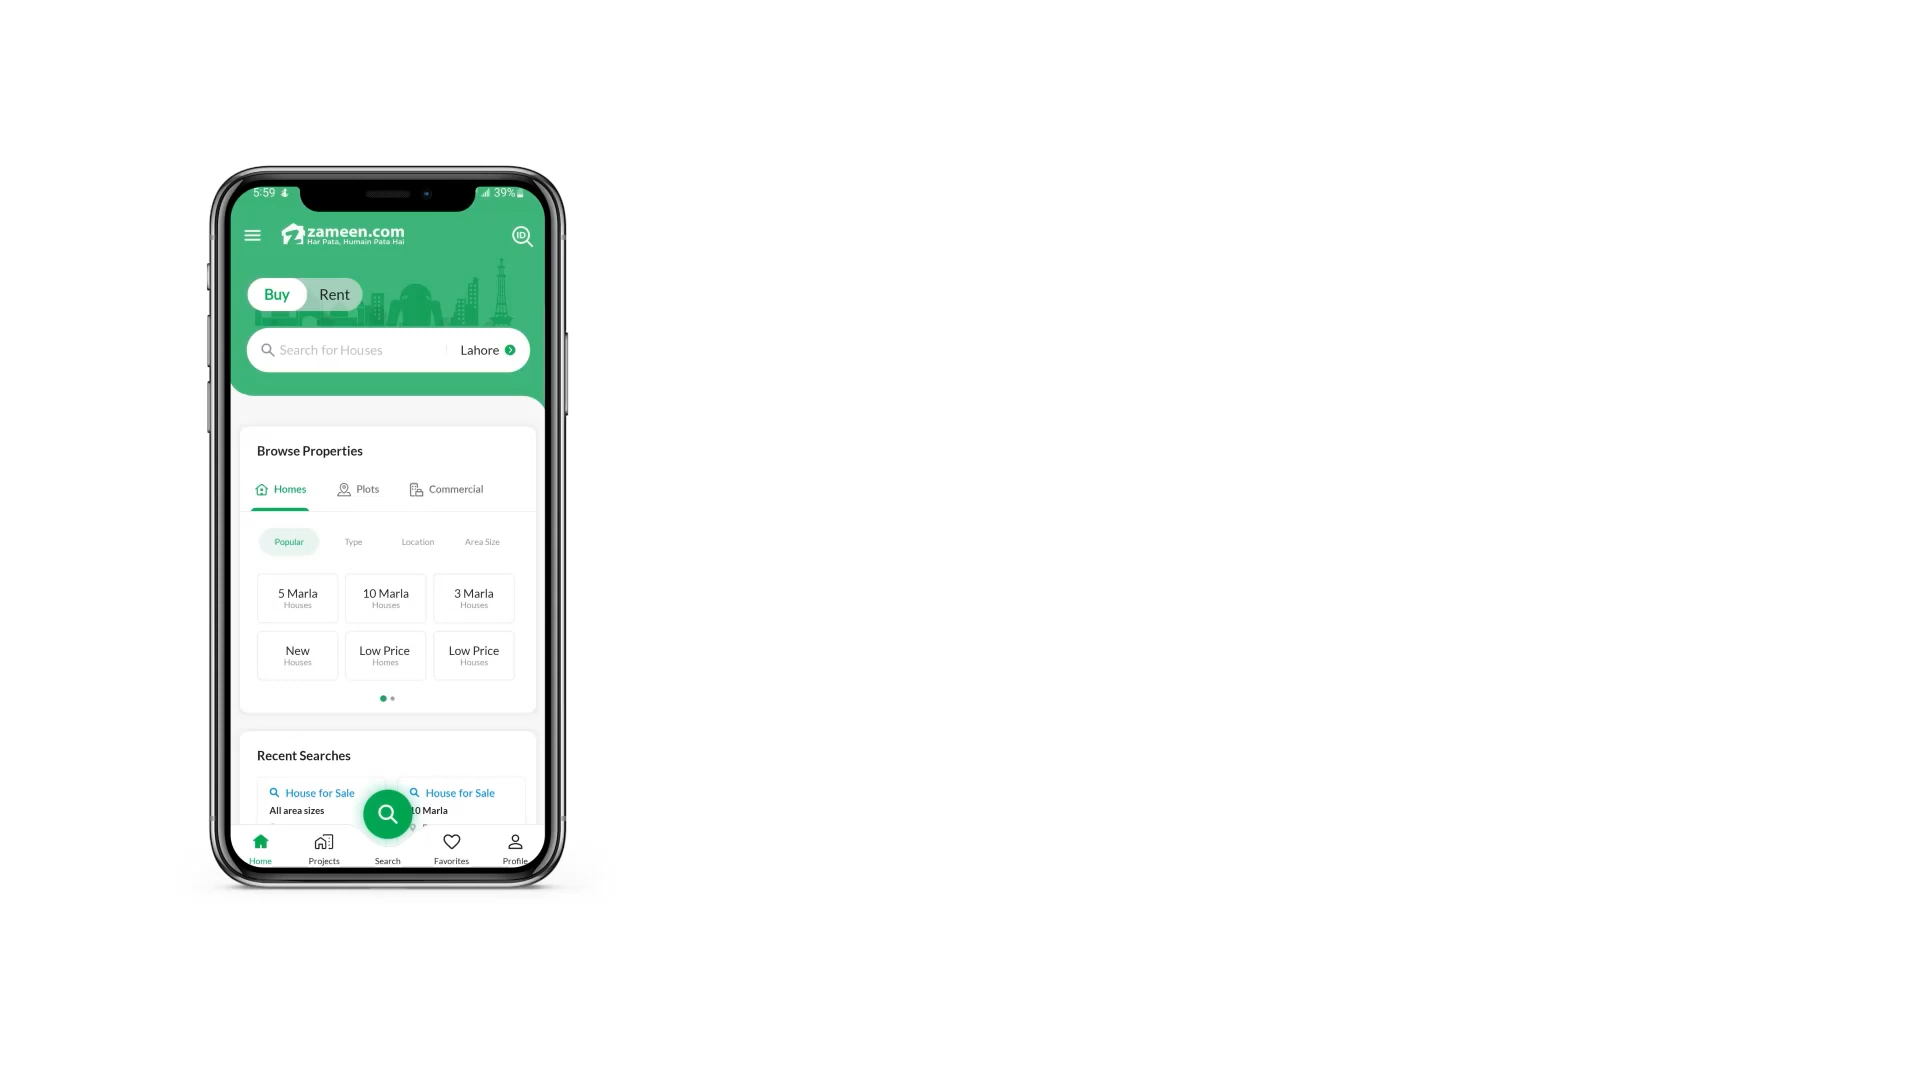 5:59
39%
zameen.com
Har Pata, Humain Pata Hai
ID
Buy Rent
Search for Houses Lahore
Browse Properties
Homes Plots Commercial
Popular Type Location Area Size
5 Marla 10 Marla 3 Marla
Houses Houses Houses
New Low Price Low Price
Houses Homes Houses
Recent Searches
House for Sale House for Sale
All area sizes 10 Marla
Home Projects Search Favorites Profile